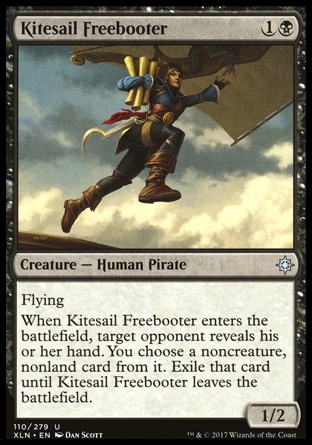 Kitesail Freebooter 1
Creature — Human Pirate
Flying
When Kitesail Freebooter enters the
battlefield, target opponent reveals his
or her hand. You choose a noncreature,
nonland card from it. Exile that card
until Kitesail Freebooter leaves the
battlefield.
1/2
110/279 U
XLN • EN Dan Scott
™ & © 2017 Wizards of the Coast